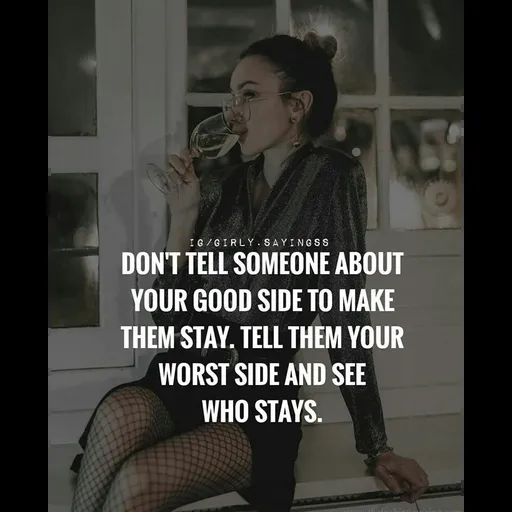 IG/GIRLY.SAYINGSS
DON'T TELL SOMEONE ABOUT
YOUR GOOD SIDE TO MAKE
THEM STAY. TELL THEM YOUR
WORST SIDE AND SEE
WHO STAYS.